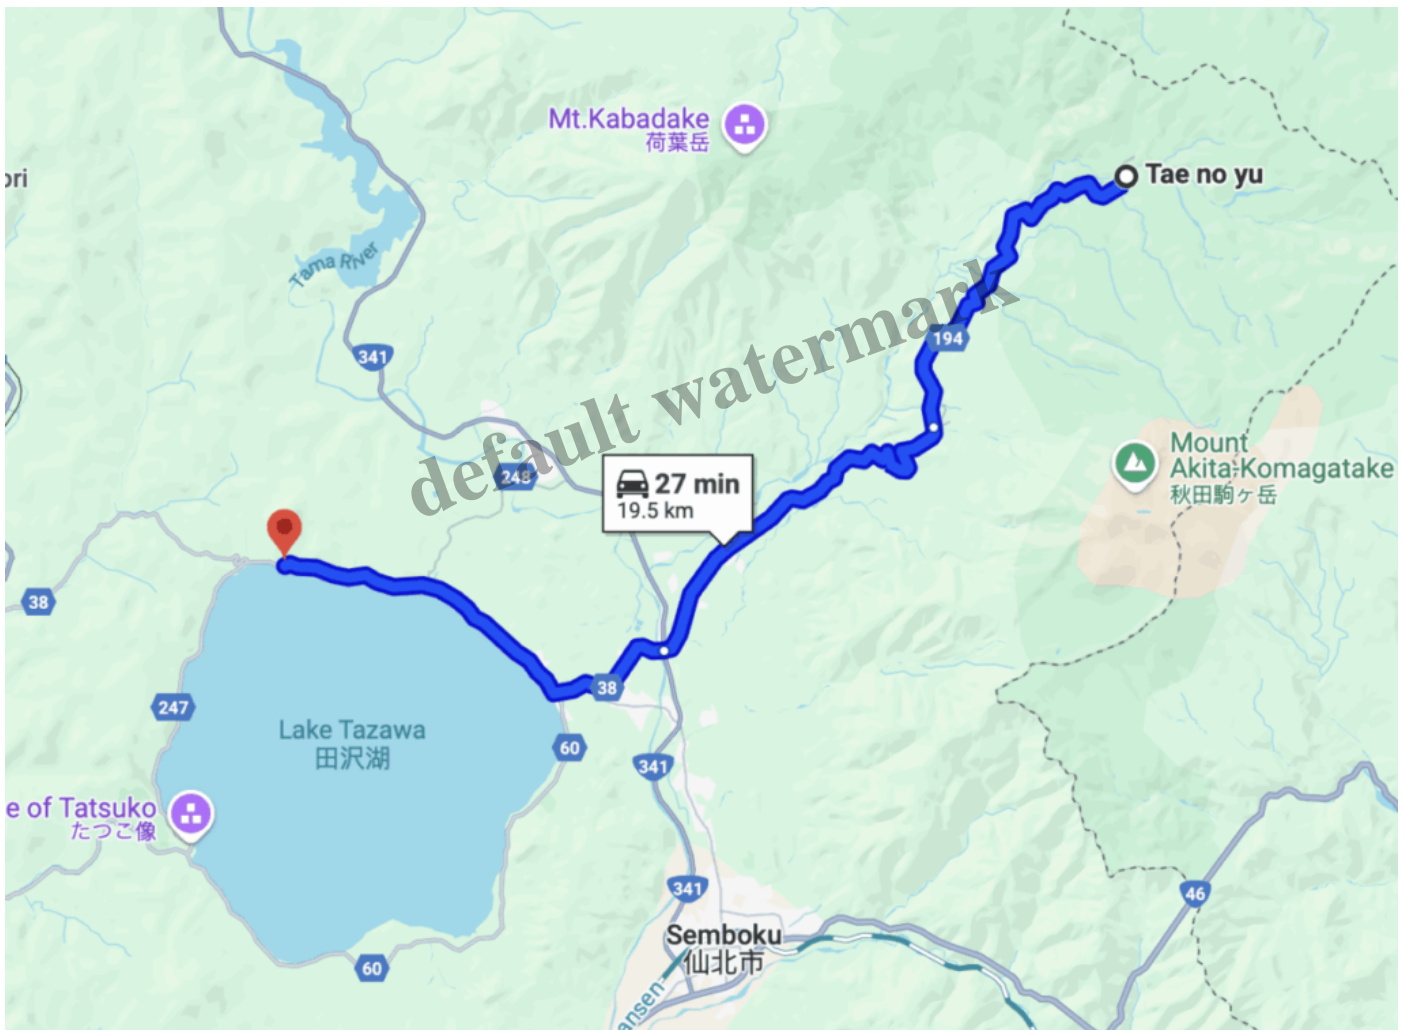 Mt.Kabadake
荷葉岳
Tae no yu
ori
Tama River
194
341
default watermark
Mount
Akita-Komagatake
秋田駒ヶ岳
248
27 min
19.5 km
38
38
247
Lake Tazawa
田沢湖
60
341
e of Tatsuko
たつこ像
341
46
Semboku
仙北市
60
ansen